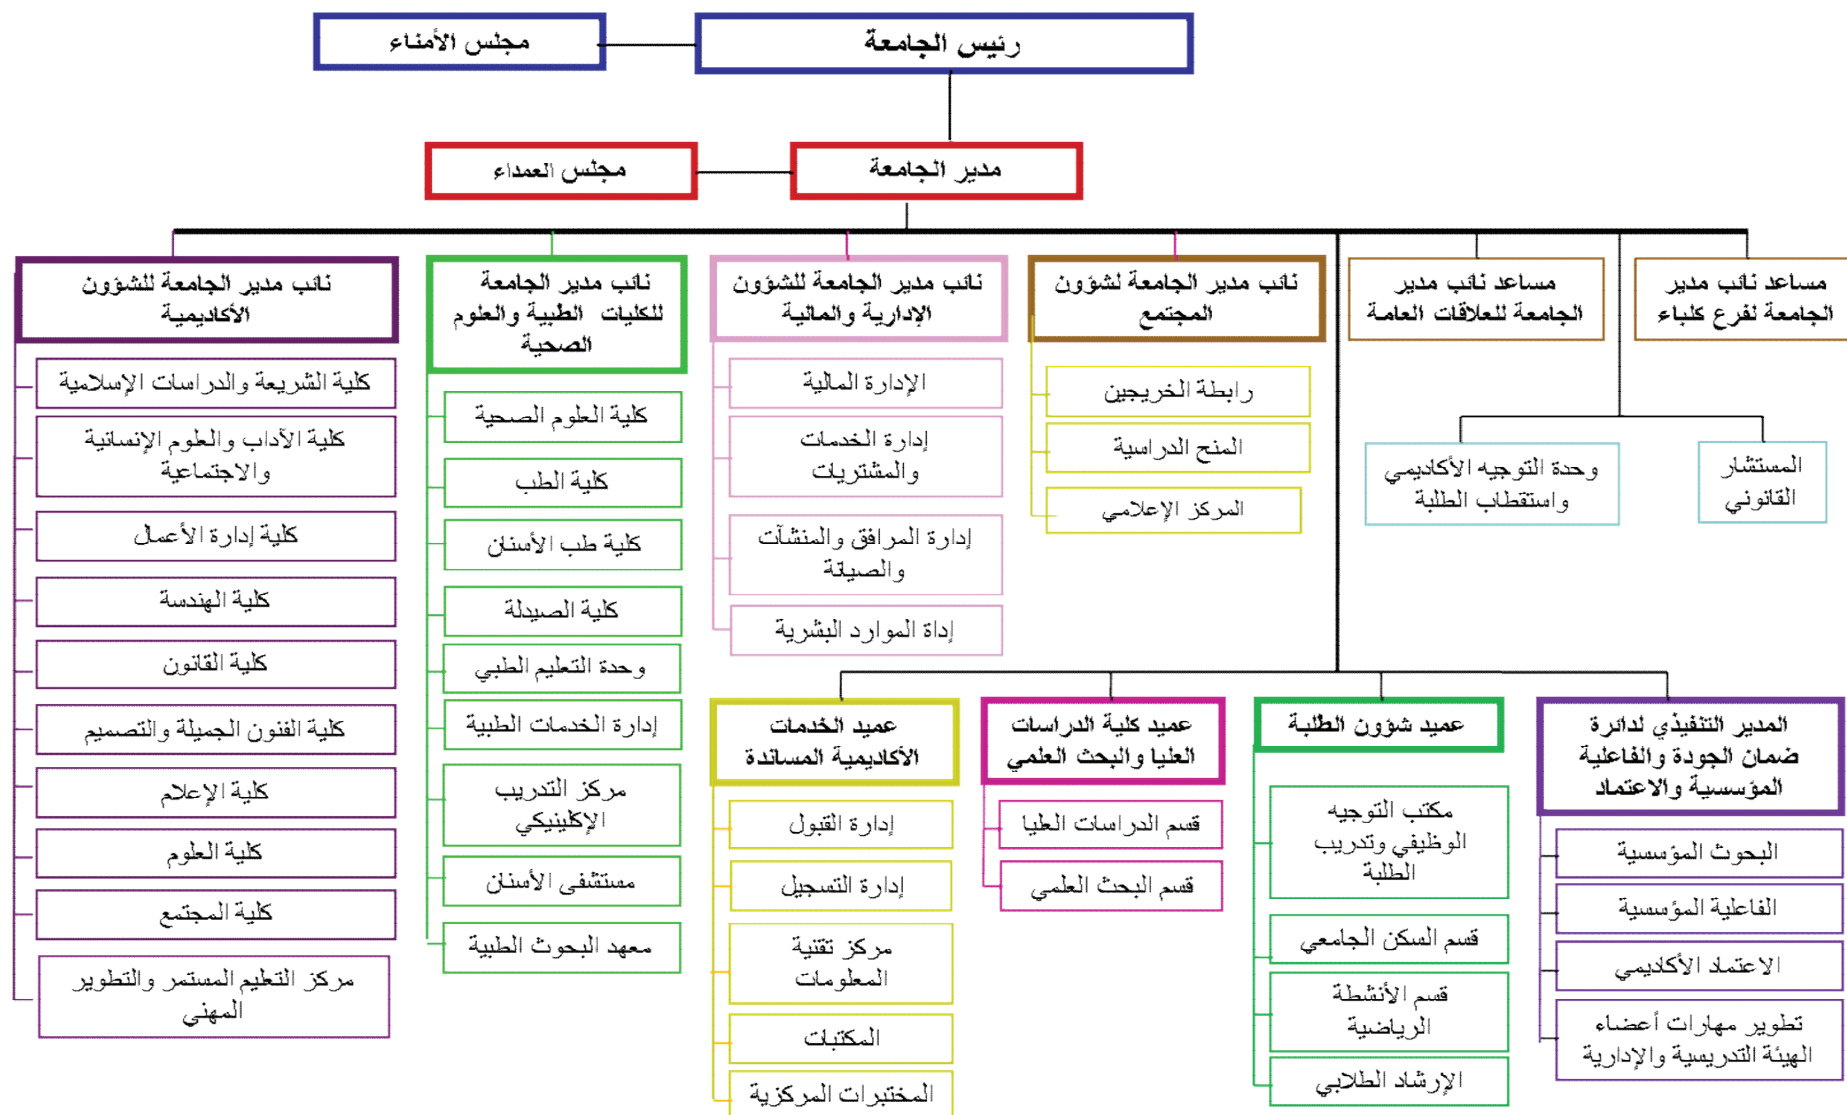 رئيس الجامعة
مجلس الأمناء
مدير الجامعة
مجلس العمداء
مساعد نائب مدير
الجامعة لفرع كلباء
مساعد نائب مدير
الجامعة للعلاقات العامة
نائب مدير الجامعة لشؤون
المجتمع
نائب مدير الجامعة للشؤون
الإدارية والمالية
نائب مدير الجامعة
للكليات الطبية والعلوم
الصحية
نائب مدير الجامعة للشؤون
الأكاديمية
المستشار
القانوني
وحدة التوجيه الأكاديمي
واستقطاب الطلبة
رابطة الخريجين
المنح الدراسية
المركز الإعلامي
الإدارة المالية
إدارة الخدمات
والمشتريات
إدارة المرافق والمنشآت
والصيانة
إداة الموارد البشرية
كلية العلوم الصحية
كلية الطب
كلية طب الأسنان
كلية الصيدلة
وحدة التعليم الطبي
إدارة الخدمات الطبية
مركز التدريب
الإكلينيكي
مستشفى الأسنان
معهد البحوث الطبية
كلية الشريعة والدراسات الإسلامية
كلية الآداب والعلوم الإنسانية
والاجتماعية
كلية إدارة الأعمال
كلية الهندسة
كلية القانون
كلية الفنون الجميلة والتصميم
كلية الإعلام
كلية العلوم
كلية المجتمع
مركز التعليم المستمر والتطوير
المهني
المدير التنفيذي لدائرة
ضمان الجودة والفاعلية
المؤسسية والاعتماد
البحوث المؤسسية
الفاعلية المؤسسية
الاعتماد الأكاديمي
تطوير مهارات أعضاء
الهيئة التدريسية والإدارية
عميد شؤون الطلبة
مكتب التوجيه
الوظيفي وتدريب
الطلبة
قسم السكن الجامعي
قسم الأنشطة
الرياضية
الإرشاد الطلابي
عميد كلية الدراسات
العليا والبحث العلمي
قسم الدراسات العليا
قسم البحث العلمي
عميد الخدمات
الأكاديمية المساندة
إدارة القبول
إدارة التسجيل
مركز تقنية
المعلومات
المكتبات
المختبرات المركزية